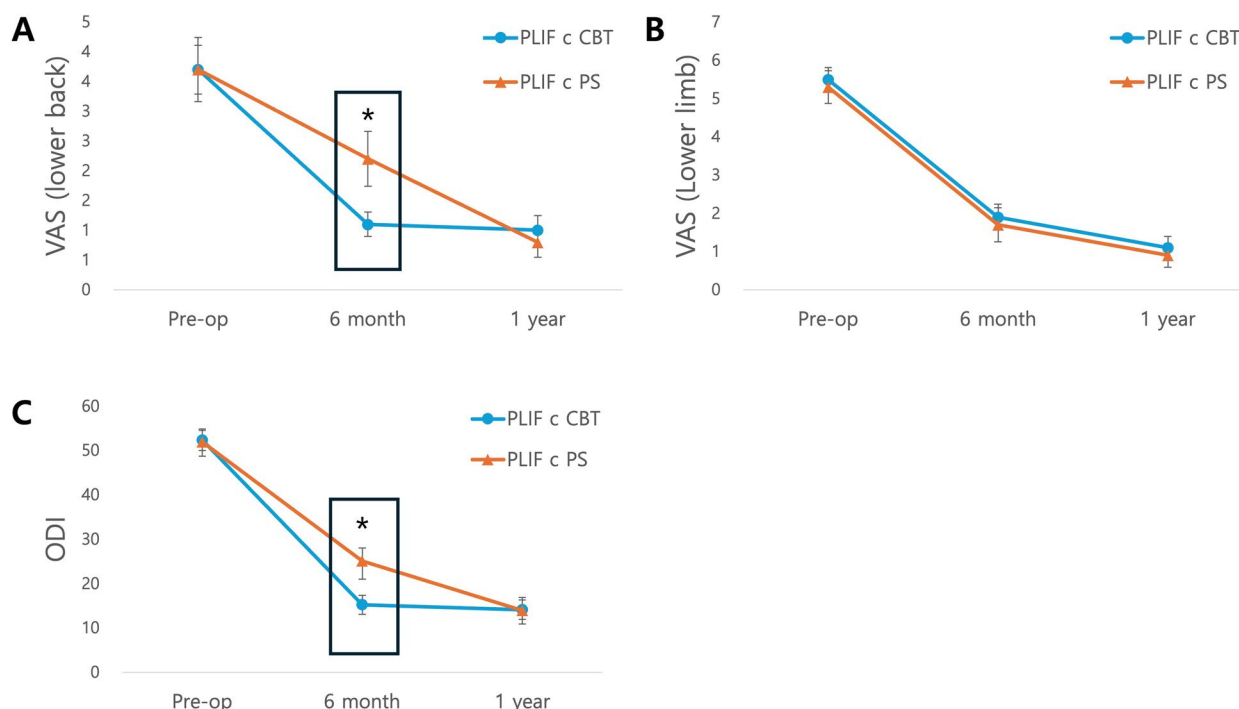 A
VAS (lower back)
5
4
4
3
3
2
2
1
1
0
PLIF c CBT
PLIF c PS
*
Pre-op
6 month
1 year
B
VAS (Lower limb)
7
6
5
4
3
2
1
0
PLIF c CBT
PLIF c PS
Pre-op
6 month
1 year
C
ODI
60
50
40
30
20
10
0
PLIF c CBT
PLIF c PS
*
Pre-op
6 month
1 year